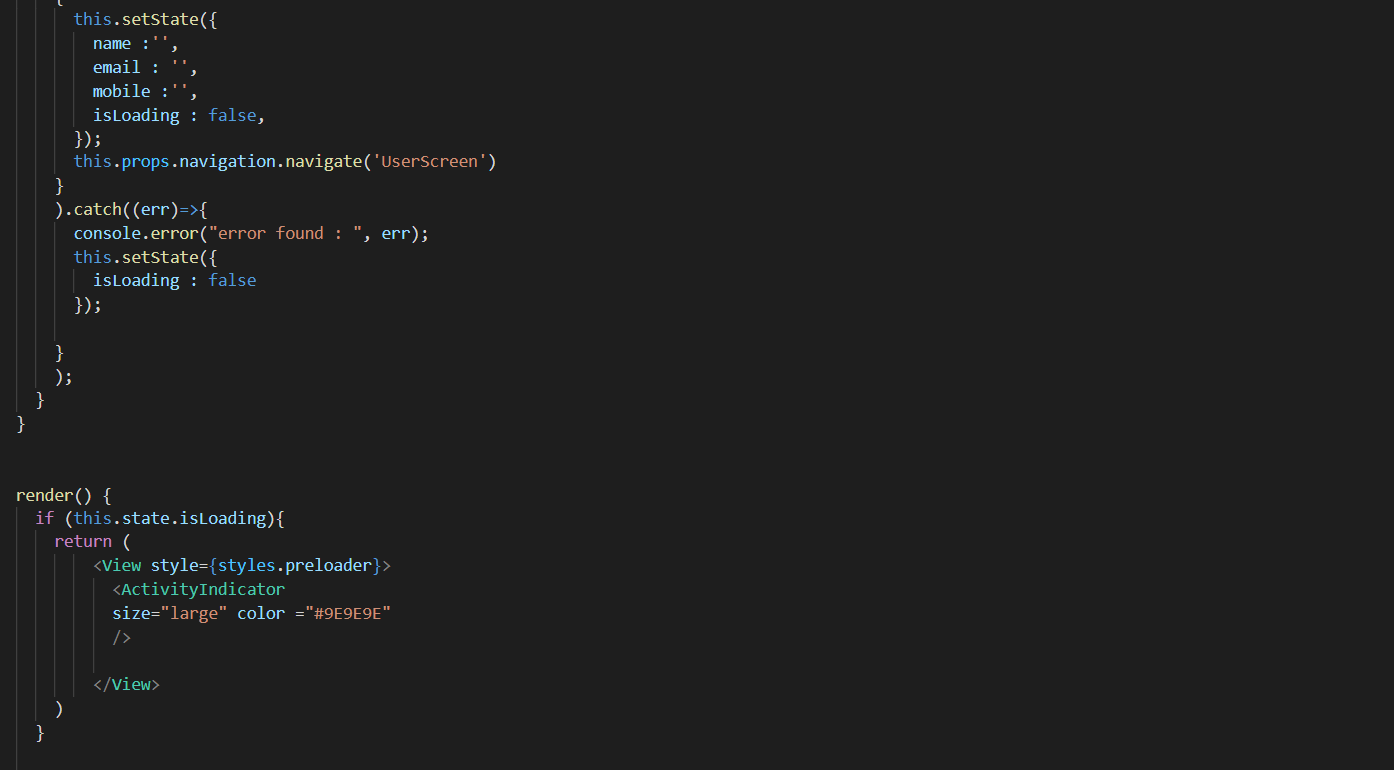 {
this.setState({
name :'',
email : '',
mobile :'',
isLoading : false,
});
this.props.navigation.navigate('UserScreen')
}
).catch((err)=>{
console.error("error found : ", err);
this.setState({
isLoading : false
});
}
);
}
}
render() {
if (this.state.isLoading){
return (
<View style={styles.preloader}>
<ActivityIndicator
size="large" color ="#9E9E9E"
/>
</View>
)
}